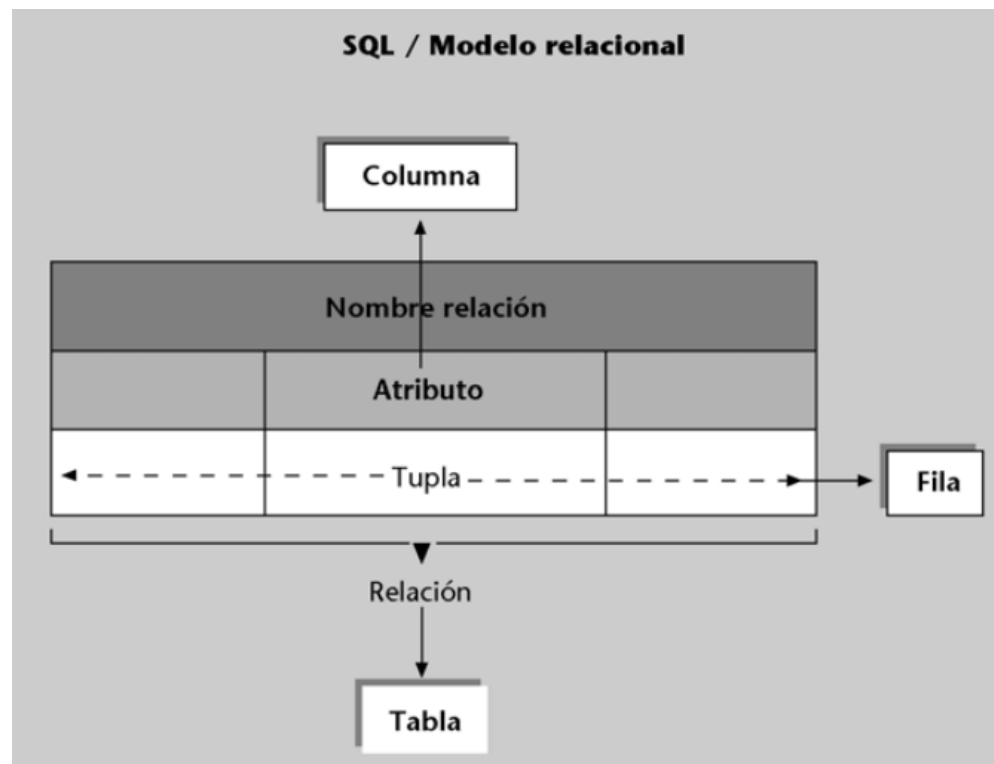 SQL / Modelo relacional
Columna
Nombre relación
Atributo
Tupla
Fila
Relación
Tabla